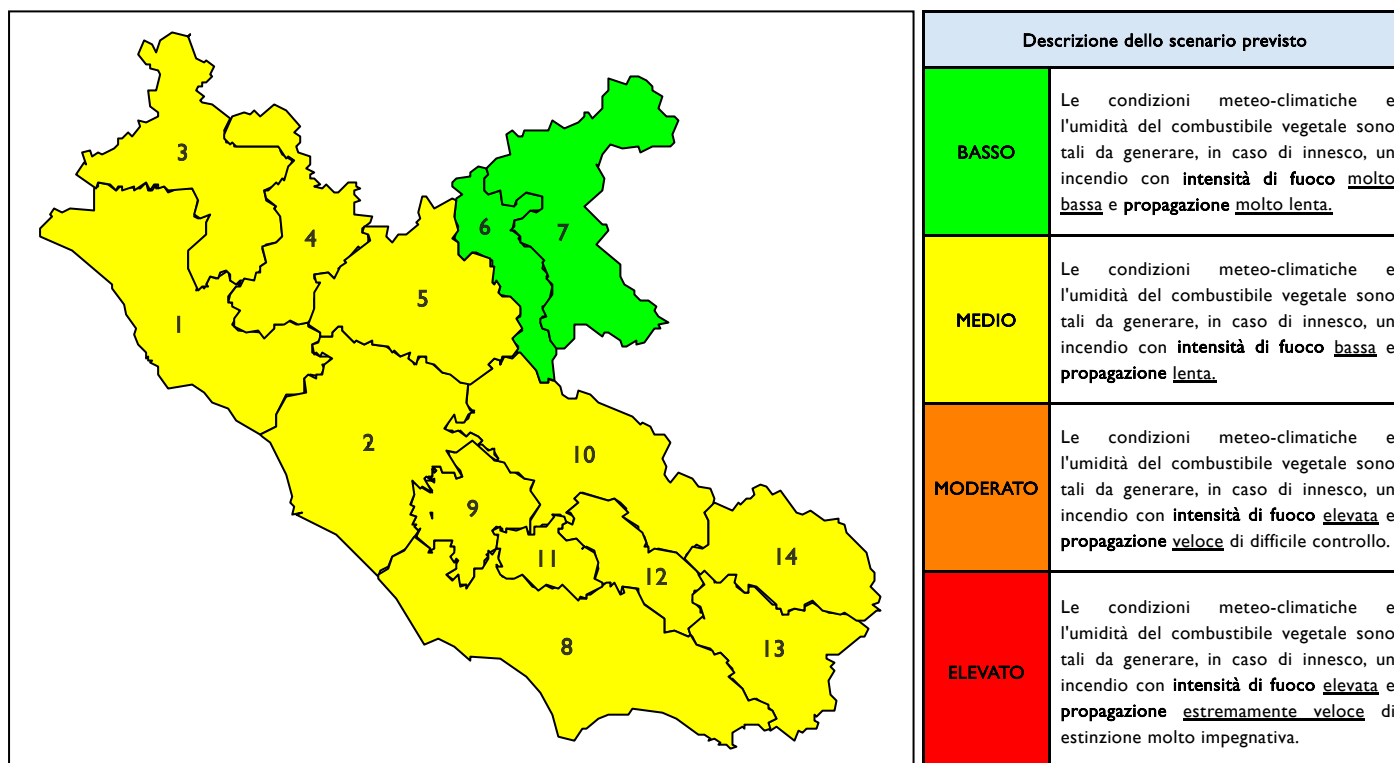 3
4
6
7
5
1
2
10
9
11
12
14
8
13
Descrizione dello scenario previsto
BASSO
Le condizioni meteo-climatiche e
l'umidità del combustibile vegetale sono
tali da generare, in caso di innesco, un
incendio con intensità di fuoco molto
bassa e propagazione molto lenta.
MEDIO
Le condizioni meteo-climatiche e
l'umidità del combustibile vegetale sono
tali da generare, in caso di innesco, un
incendio con intensità di fuoco bassa e
propagazione lenta.
MODERATO
Le condizioni meteo-climatiche e
l'umidità del combustibile vegetale sono
tali da generare, in caso di innesco, un
incendio con intensità di fuoco elevata e
propagazione veloce di difficile controllo.
ELEVATO
Le condizioni meteo-climatiche e
l'umidità del combustibile vegetale sono
tali da generare, in caso di innesco, un
incendio con intensità di fuoco elevata e
propagazione estremamente veloce di
estinzione molto impegnativa.